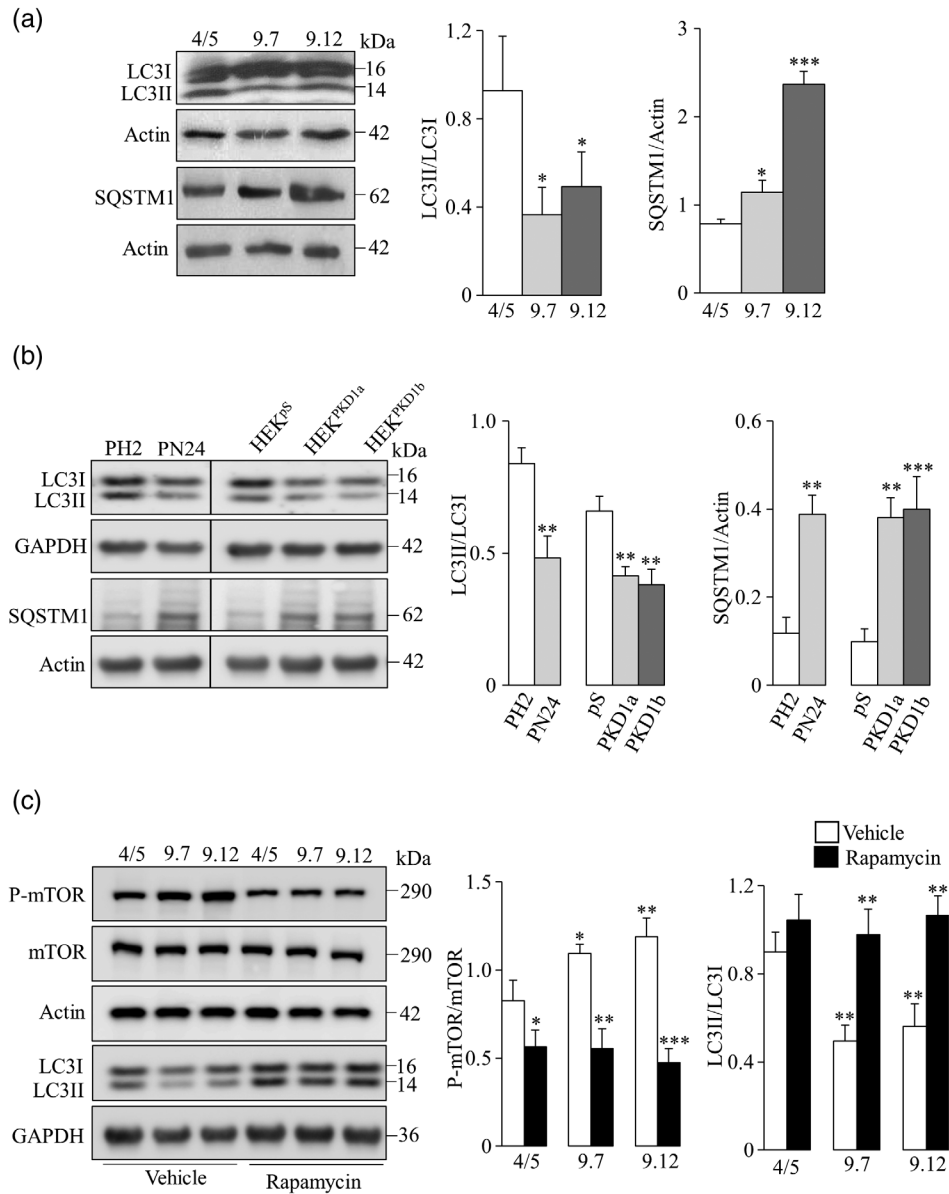 (a)
4/5 9.7 9.12 kDa
LC3I 16
LC3II 14
Actin 42
SQSTM1 62
Actin 42
LC3II/LC3I
1.2
0.8
0.4
0
* *
4/5 9.7 9.12
SQSTM1/Actin
3
2
1
0
* ***
4/5 9.7 9.12
(b)
PH2 PN24 HEKpS HEKPKD1a HEKPKD1b kDa
LC3I 16
LC3II 14
GAPDH 42
SQSTM1 62
Actin 42
LC3II/LC3I
1.0
0.5
0
** ** **
PH2 PN24 pS PKD1a PKD1b
SQSTM1/Actin
0.6
0.4
0.2
0
** ** ***
PH2 PN24 pS PKD1a PKD1b
(c)
4/5 9.7 9.12 4/5 9.7 9.12 kDa
P-mTOR 290
mTOR 290
Actin 42
LC3I 16
LC3II 14
GAPDH 36
Vehicle Rapamycin
P-mTOR/mTOR
1.5
1.0
0.5
0
* * ** ** ***
4/5 9.7 9.12
Vehicle
Rapamycin
LC3II/LC3I
1.2
0.8
0.4
0
** ** ** **
4/5 9.7 9.12